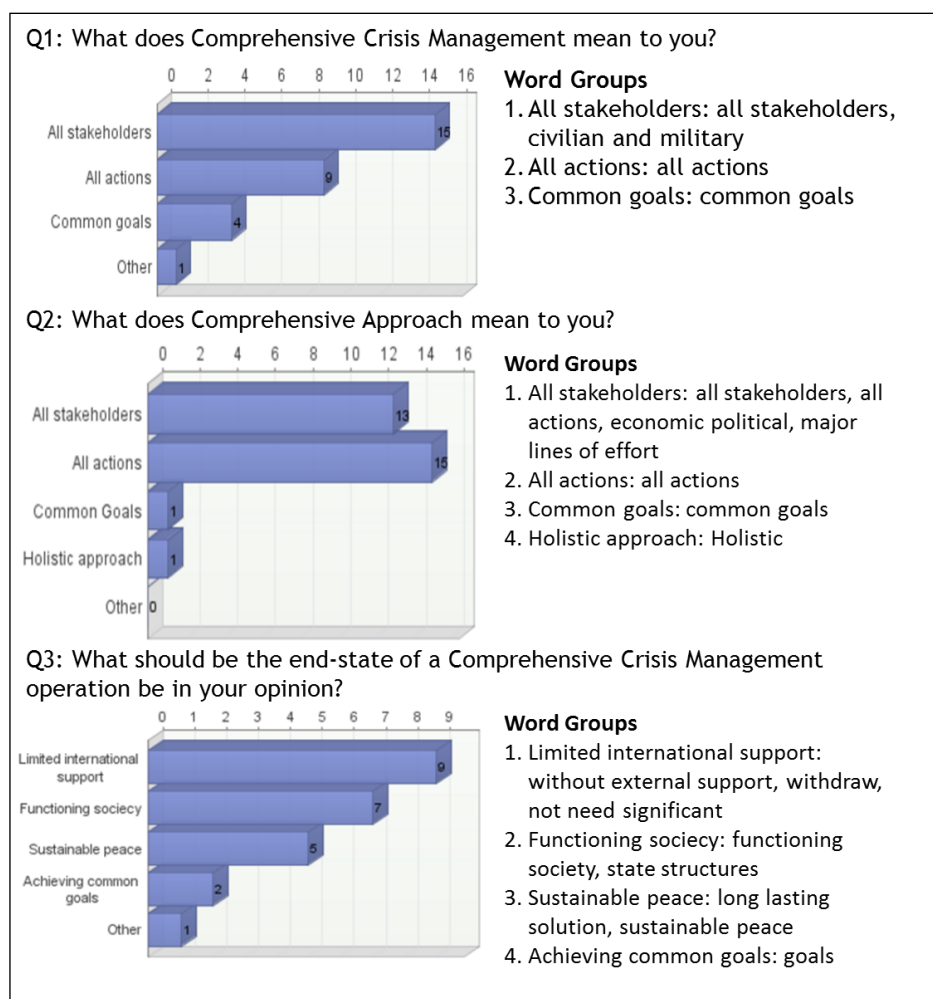 Q1: What does Comprehensive Crisis Management mean to you?
0 2 4 6 8 10 12 14 16
All stakeholders 15
All actions 9
Common goals 4
Other 1
Word Groups
1. All stakeholders: all stakeholders,
civilian and military
2. All actions: all actions
3. Common goals: common goals
Q2: What does Comprehensive Approach mean to you?
0 2 4 6 8 10 12 14 16
All stakeholders 13
All actions 15
Common Goals 1
Holistic approach 1
Other 0
Word Groups
1. All stakeholders: all stakeholders, all
actions, economic political, major
lines of effort
2. All actions: all actions
3. Common goals: common goals
4. Holistic approach: Holistic
Q3: What should be the end-state of a Comprehensive Crisis Management
operation be in your opinion?
0 1 2 3 4 5 6 7 8 9
Limited international
support 9
Functioning sociecy 7
Sustainable peace 5
Achieving common
goals 2
Other 1
Word Groups
1. Limited international support:
without external support, withdraw,
not need significant
2. Functioning sociecy: functioning
society, state structures
3. Sustainable peace: long lasting
solution, sustainable peace
4. Achieving common goals: goals